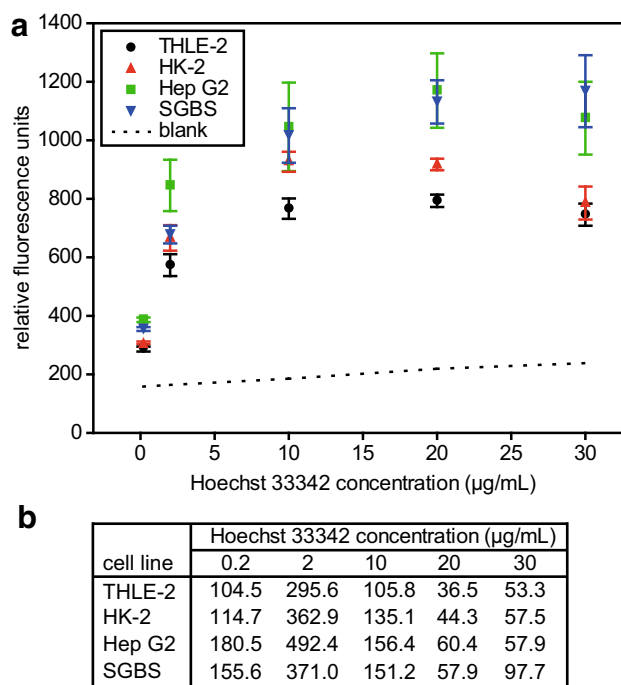 a
1400
1200
1000
800
600
400
200
0
relative fluorescence units
THLE-2
HK-2
Hep G2
SGBS
blank
0 5 10 15 20 25 30
Hoechst 33342 concentration (µg/mL)
b
Hoechst 33342 concentration (µg/mL)
cell line 0.2 2 10 20 30
THLE-2 104.5 295.6 105.8 36.5 53.3
HK-2 114.7 362.9 135.1 44.3 57.5
Hep G2 180.5 492.4 156.4 60.4 57.9
SGBS 155.6 371.0 151.2 57.9 97.7